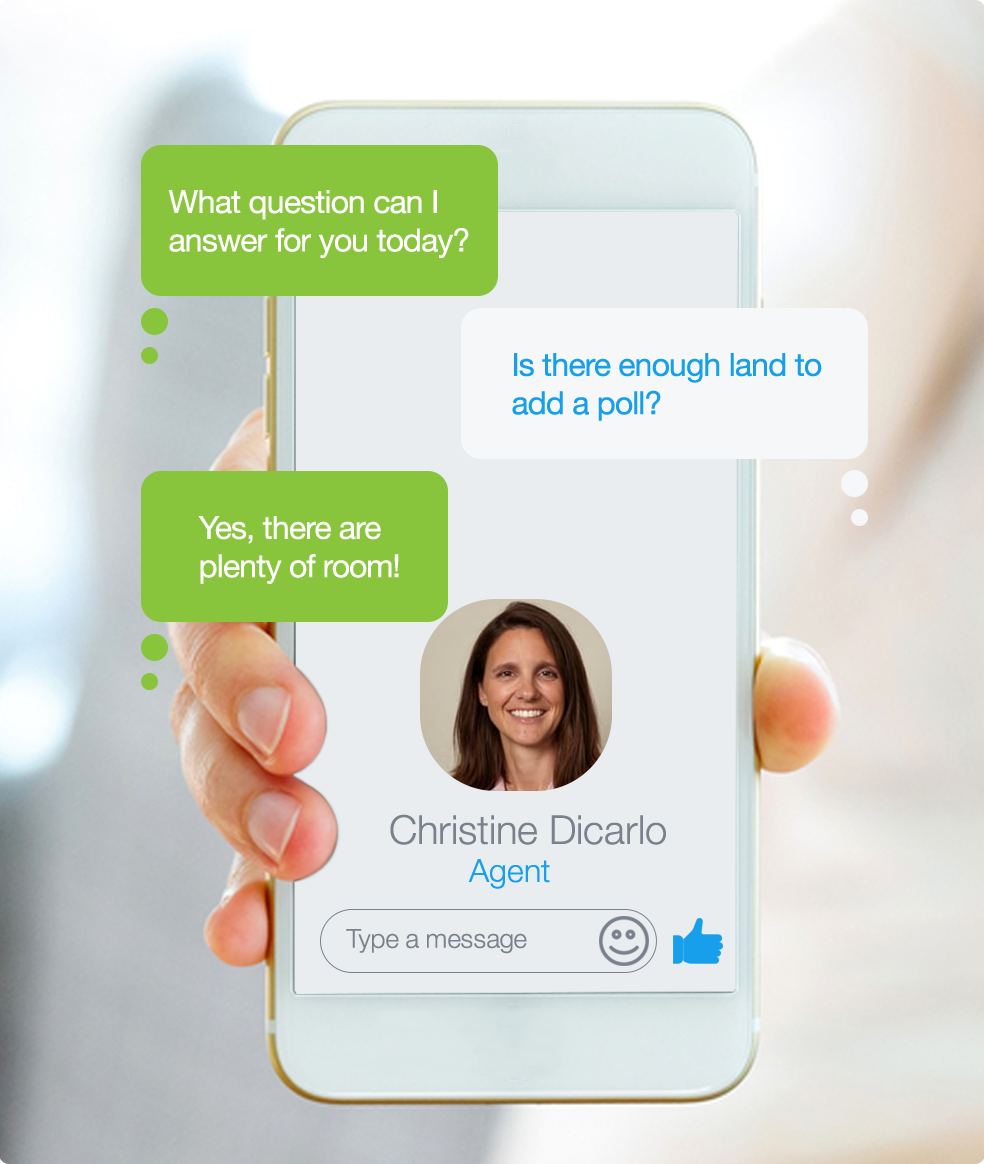 What question can I
answer for you today?
Is there enough land to
add a poll?
Yes, there are
plenty of room!
Christine Dicarlo
Agent
Type a message